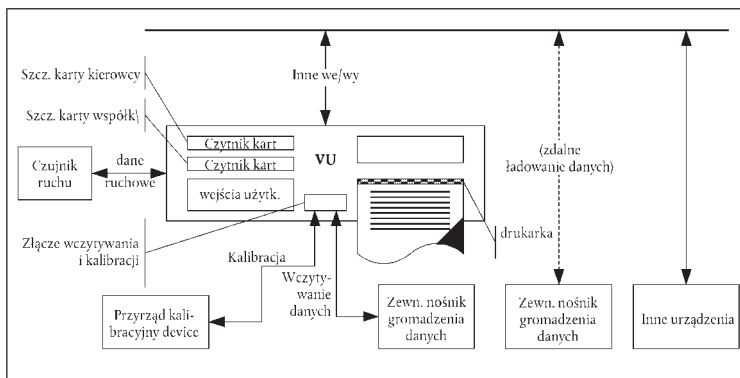 Inne we/wy
Szcz. karty kierowcy
Szcz. karty współk\
Czytnik kart
VU
Czytnik kart
(zdalne
ładowanie danych)
Czujnik
ruchu
dane
ruchowe
wejścia użytk.
Złącze wczytywania
i kalibracji
drukarka
Kalibracja
Wczyty-
wanie
danych
Przyrząd kali-
bracyjny device
Zewn. nośnik
gromadzenia
danych
Zewn. nośnik
gromadzenia
danych
Inne urządzenia